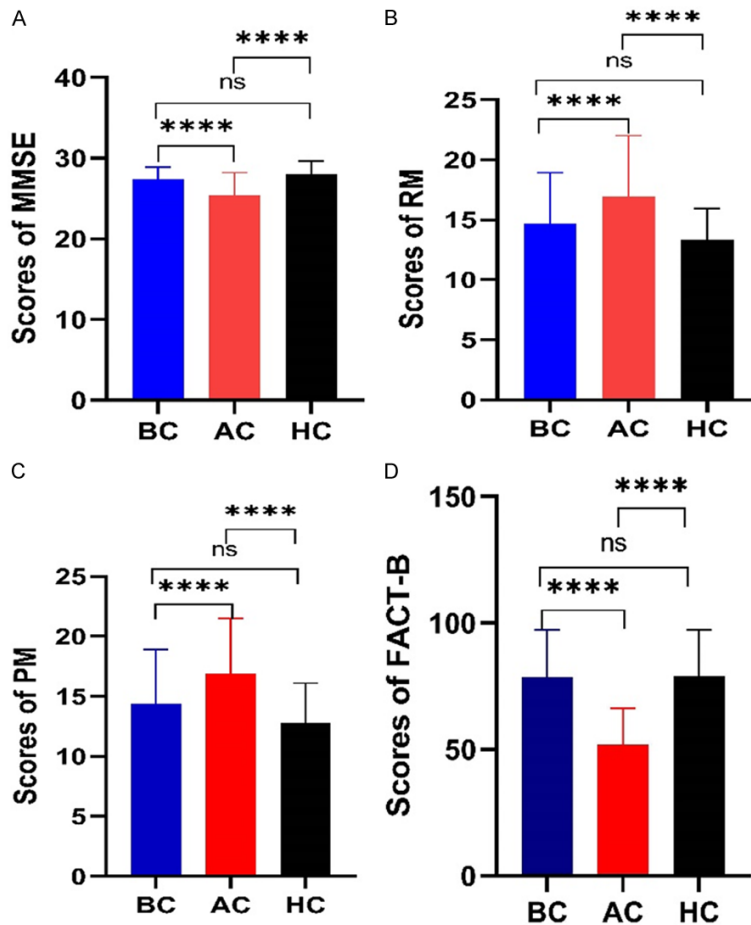 A
****
ns
****
Scores of MMSE
40
30
20
10
0
BC AC HC
B
****
ns
****
Scores of RM
25
20
15
10
5
0
BC AC HC
C
****
ns
****
Scores of PM
25
20
15
10
5
0
BC AC HC
D
****
ns
****
Scores of FACT-B
150
100
50
0
BC AC HC